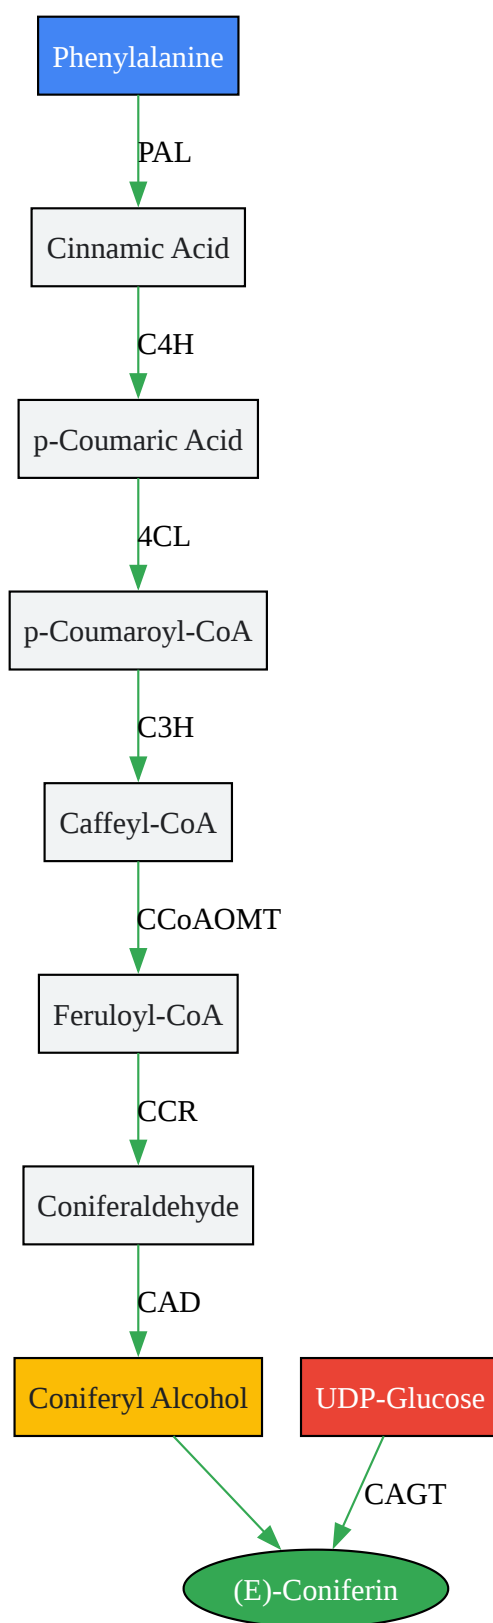 Phenylalanine
PAL
Cinnamic Acid
C4H
p-Coumaric Acid
4CL
p-Coumaroyl-CoA
C3H
Caffeyl-CoA
CCoAOMT
Feruloyl-CoA
CCR
Coniferaldehyde
CAD
Coniferyl Alcohol
UDP-Glucose
CAGT
(E)-Coniferin